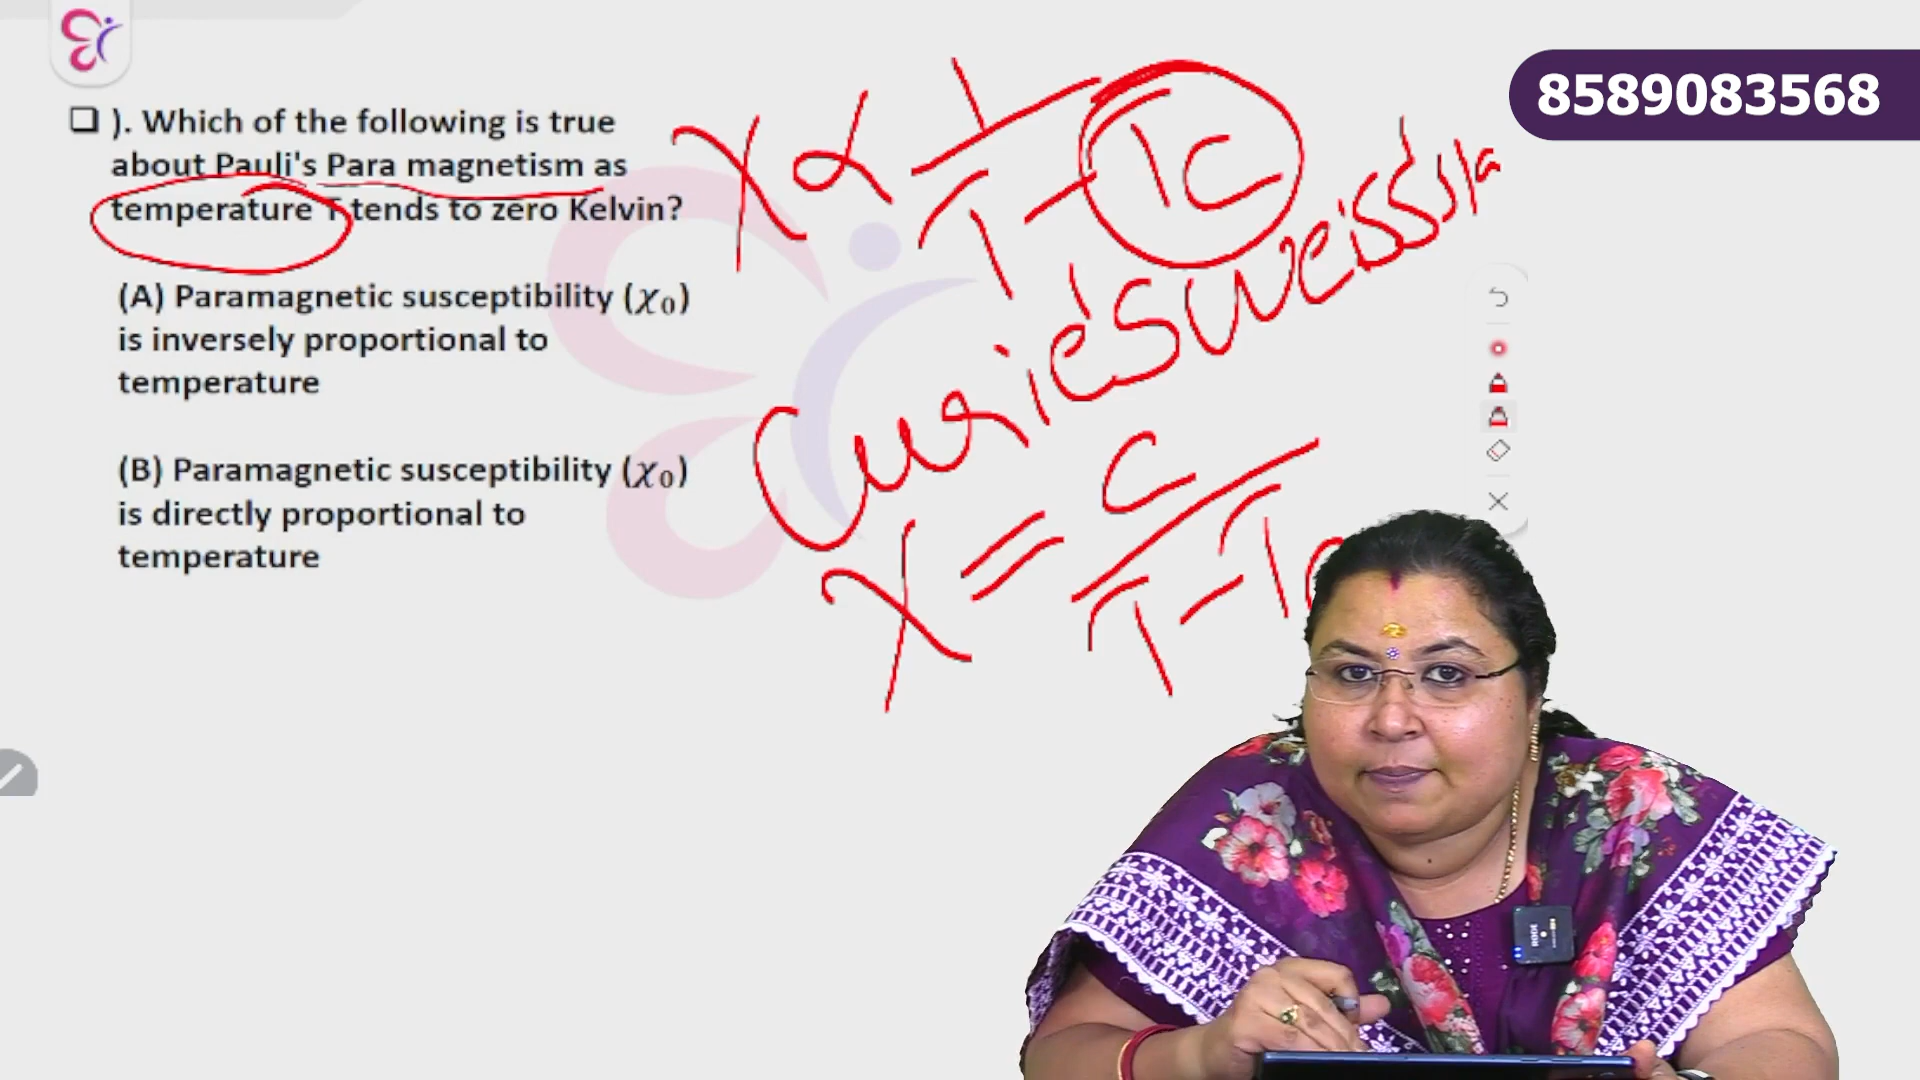 8589083568
❑ ). Which of the following is true
about Pauli's Para magnetism as
temperature T tends to zero Kelvin?
(A) Paramagnetic susceptibility (χ₀)
is inversely proportional to
temperature
(B) Paramagnetic susceptibility (χ₀)
is directly proportional to
temperature
χ ∝ 1/T-Tc
Curie's Weiss's
χ = C/T-T
RODE